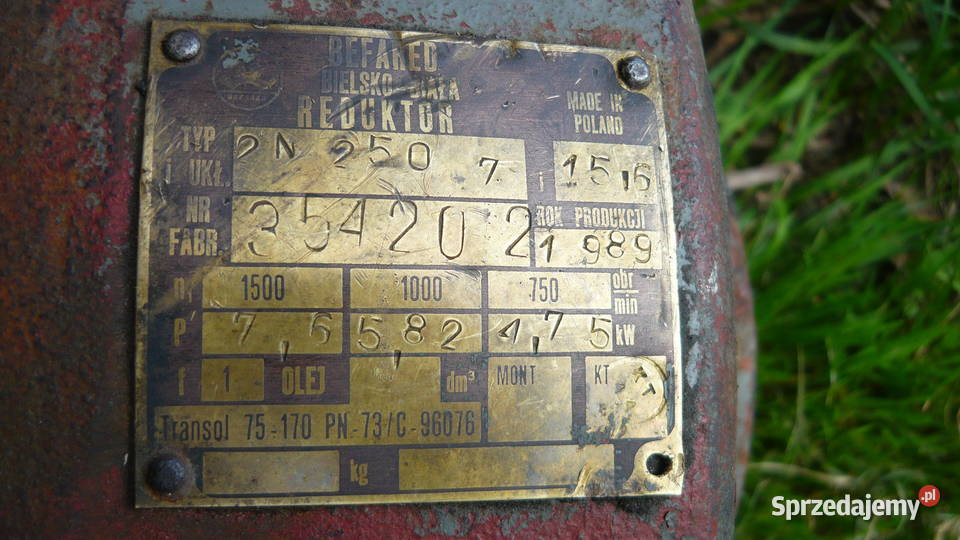 BEFARED
BIELSKO-BIAŁA
REDUKTOR
MADE IN
POLAND
TYP
i UKŁ. 2N 250 7 i 15,6
NR
FABR. 354202
ROK PRODUKCJI
1989
n₁ 1500 1000 750 obr/min
P 7,6 5,82 4,75 kW
f 1 OLEJ dm³ MONT KT
Transol 75-170 PN-73/C-96076
kg
Sprzedajemy.pl